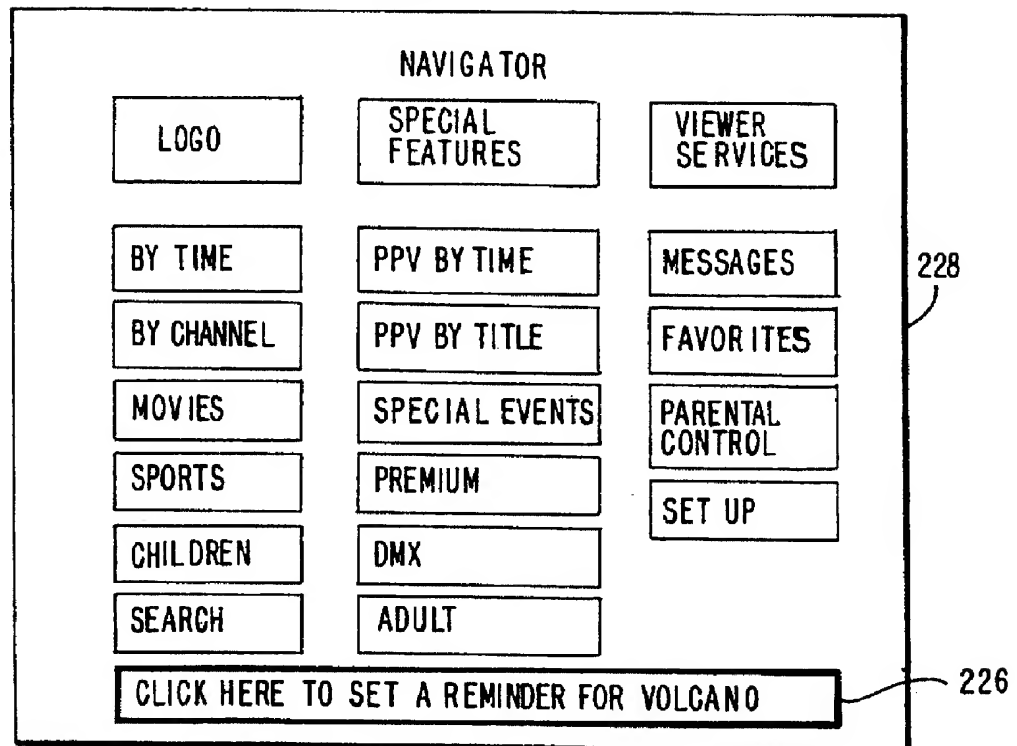 NAVIGATOR
LOGO
SPECIAL
FEATURES
VIEWER
SERVICES
BY TIME
PPV BY TIME
MESSAGES
228
BY CHANNEL
PPV BY TITLE
FAVORITES
MOVIES
SPECIAL EVENTS
PARENTAL
CONTROL
SPORTS
PREMIUM
SET UP
CHILDREN
DMX
SEARCH
ADULT
CLICK HERE TO SET A REMINDER FOR VOLCANO
226